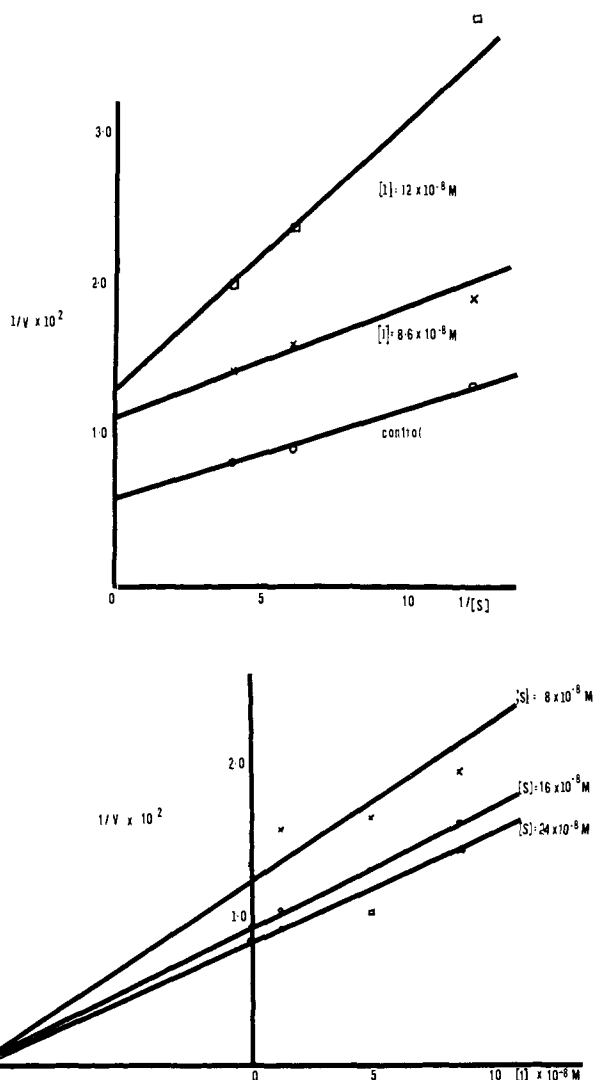 3·0
[I]=12 x 10-8 M
2·0
1/V x 10²
[I]=8·6 x 10-8 M
1·0
control
0 5 10 1/[S]
[S]= 8 x 10-8 M
2·0
1/V x 10²
[S]=16 x 10-8 M
[S]=24 x 10-8 M
1·0
0 5 10 [I] x 10-8 M